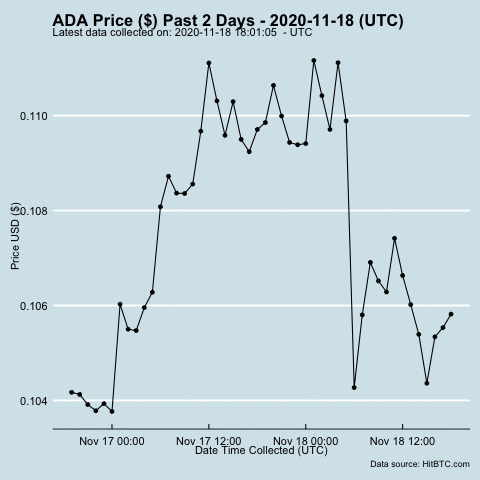 ADA Price ($) Past 2 Days - 2020-11-18 (UTC)
Latest data collected on: 2020-11-18 18:01:05  - UTC
0.110
0.108
0.106
0.104
Price USD ($)
Nov 17 00:00 Nov 17 12:00 Nov 18 00:00 Nov 18 12:00
Date Time Collected (UTC)
Data source: HitBTC.com